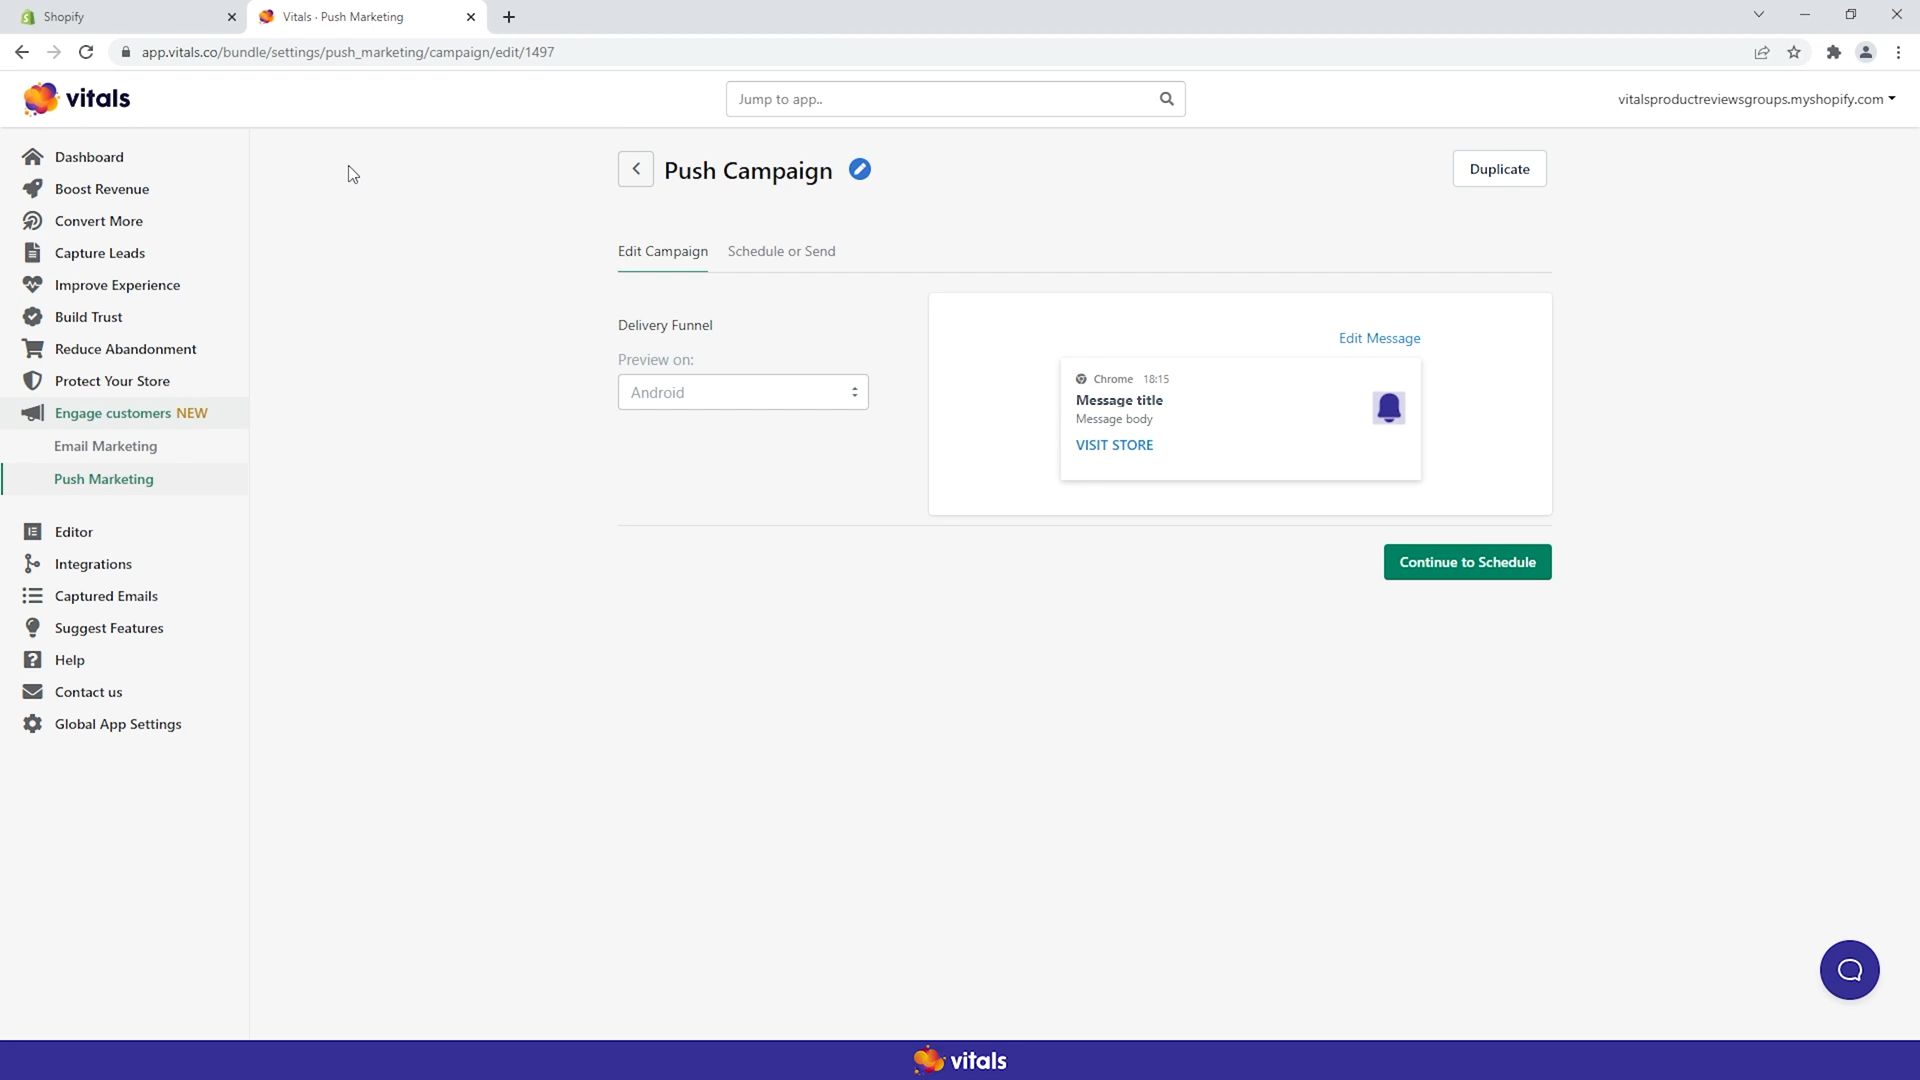 Shopify
Vitals · Push Marketing
app.vitals.co/bundle/settings/push_marketing/campaign/edit/1497
vitals
Jump to app..
vitalsproductreviewsgroups.myshopify.com
Dashboard
Boost Revenue
Convert More
Capture Leads
Improve Experience
Build Trust
Reduce Abandonment
Protect Your Store
Engage customers NEW
Email Marketing
Push Marketing
Editor
Integrations
Captured Emails
Suggest Features
Help
Contact us
Global App Settings
Push Campaign
Duplicate
Edit Campaign
Schedule or Send
Delivery Funnel
Preview on:
Android
Edit Message
Chrome 18:15
Message title
Message body
VISIT STORE
Continue to Schedule
vitals